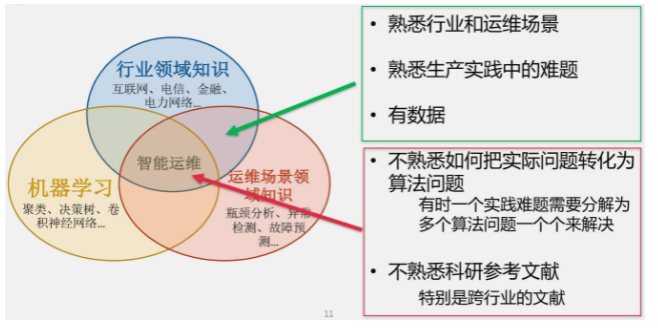 行业领域知识
互联网、电信、金融、
电力网络...
智能运维
机器学习
聚类、决策树、卷
积神经网络...
运维场景领
域知识
瓶颈分析、异常
检测、故障预
测...
11
• 熟悉行业和运维场景
• 熟悉生产实践中的难题
• 有数据
• 不熟悉如何把实际问题转化为
算法问题
有时一个实践难题需要分解为
多个算法问题一个个来解决
• 不熟悉科研参考文献
特别是跨行业的文献